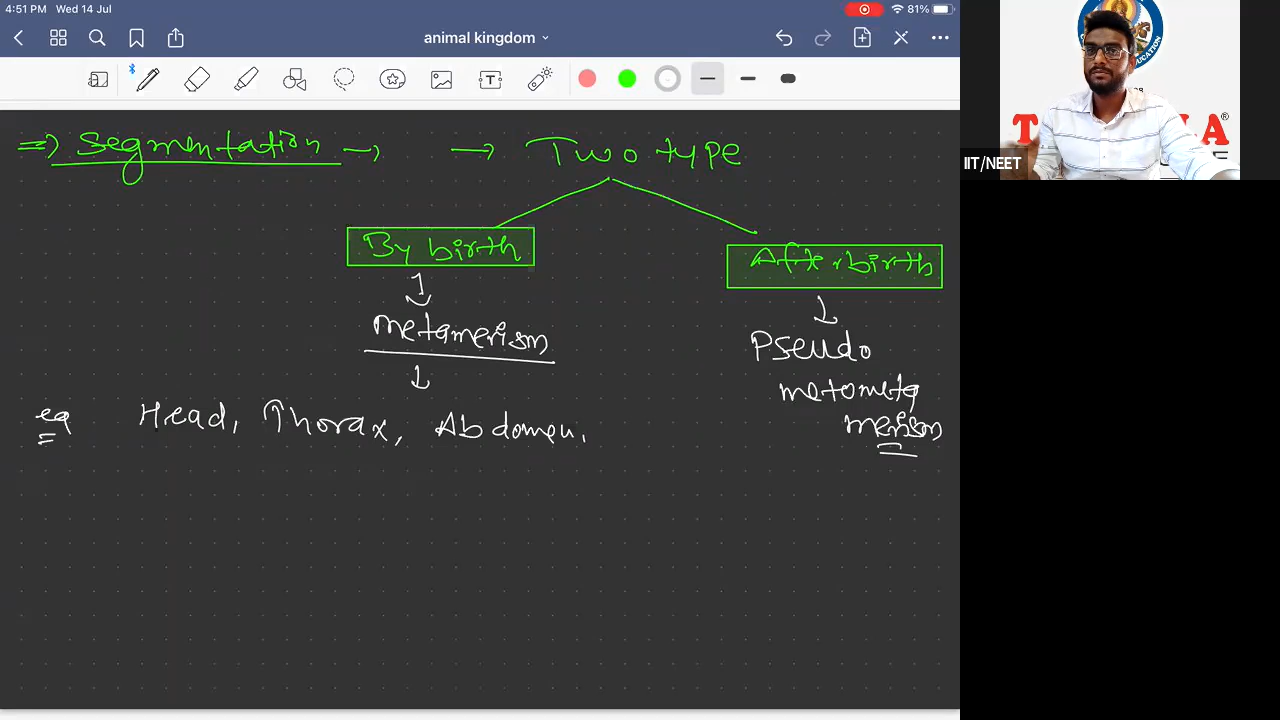 4:51 PM Wed 14 Jul
81%
animal kingdom
=> Segmentation → → Two type
By birth
After birth
metamerism
Pseudo
metometa
merism
eg
Head, Thorax, Abdomen,
IIT/NEET
EDUCATION